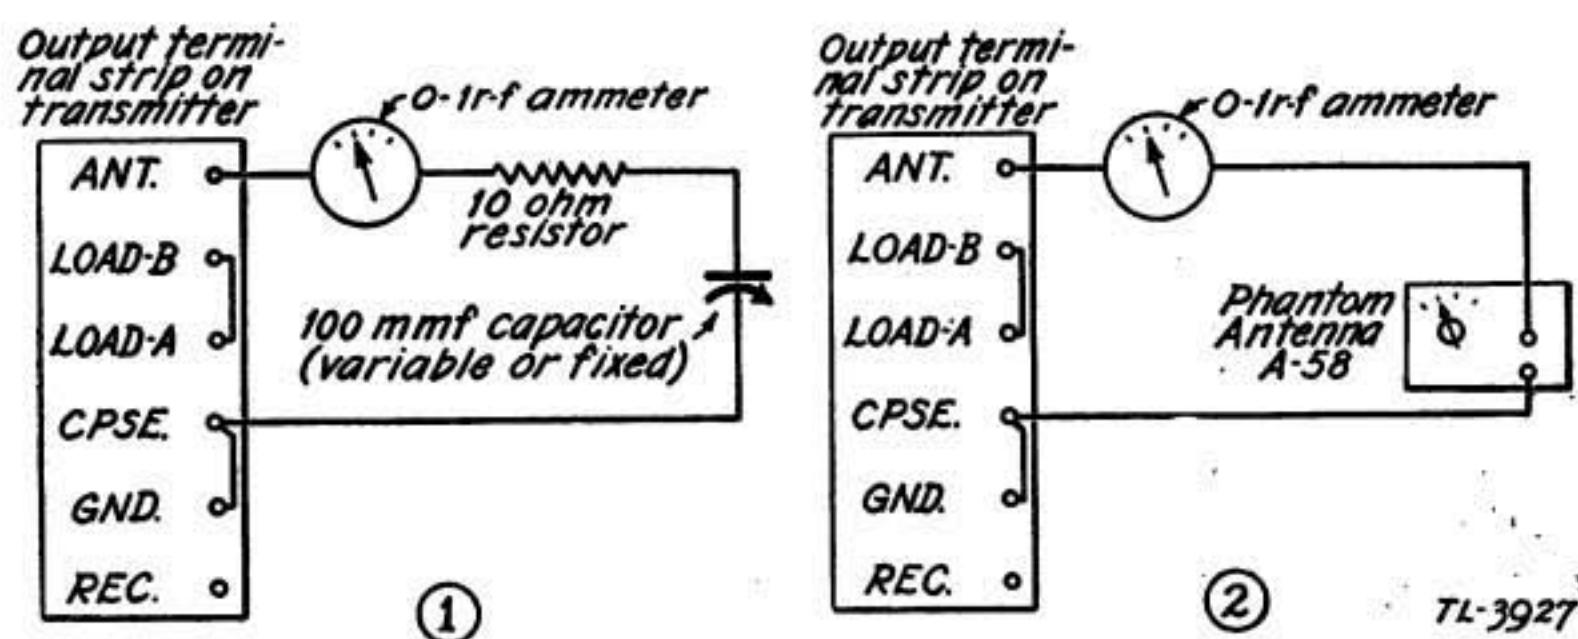 Output termi-
nal strip on
transmitter
0-1 r-f ammeter
ANT.
10 ohm
resistor
LOAD-B
LOAD-A
100 mmf capacitor
(variable or fixed)
CPSE.
GND.
REC.
1
Output termi-
nal strip on
transmitter
0-1 r-f ammeter
ANT.
LOAD-B
LOAD-A
Phantom
Antenna
A-58
CPSE.
GND.
REC.
2
TL-3927